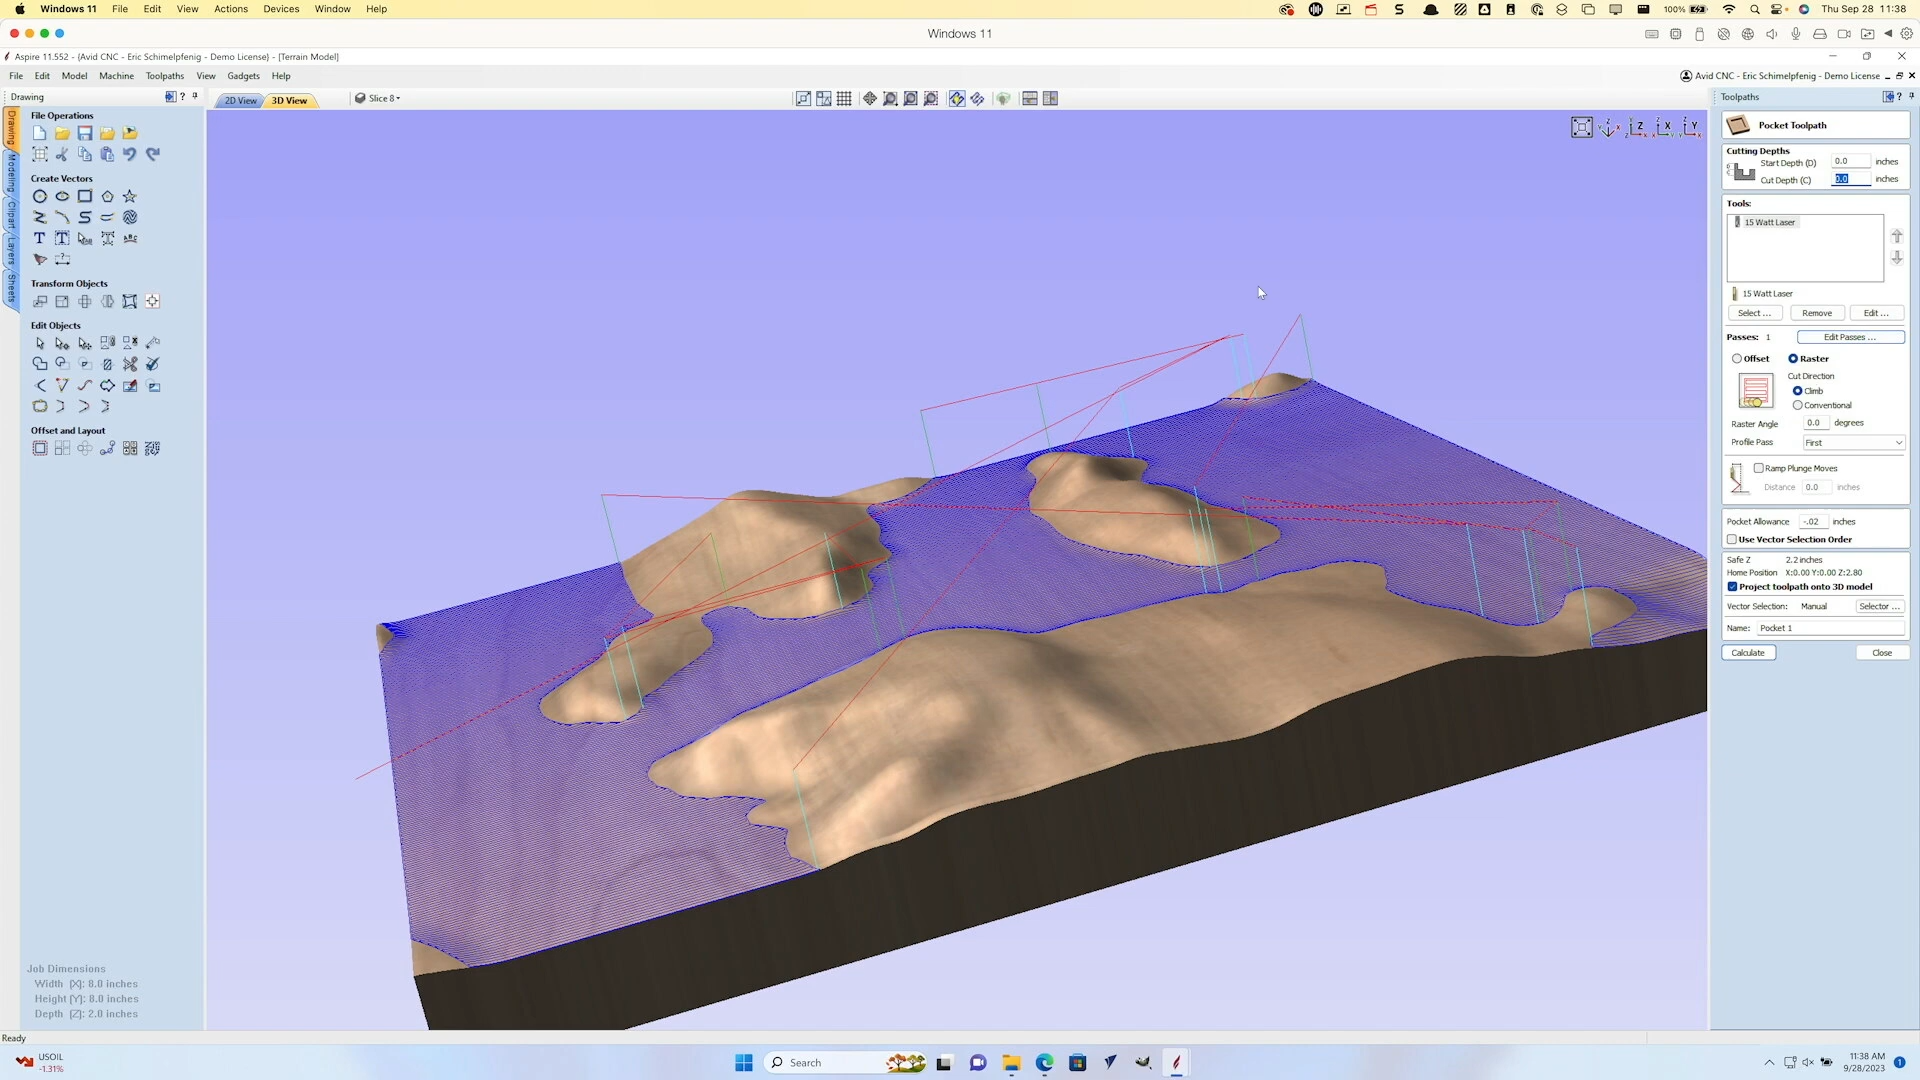 Windows 11 File Edit View Actions Devices Window Help
100% Thu Sep 28 11:38
Windows 11
Aspire 11.552 - {Avid CNC - Eric Schimelpfenig - Demo License} - [Terrain Model]
File Edit Model Machine Toolpaths View Gadgets Help
Avid CNC - Eric Schimelpfenig - Demo License
Drawing
2D View 3D View Slice 8
Drawing
Modeling
Clipart
Layers
Sheets
File Operations
Create Vectors
Transform Objects
Edit Objects
Offset and Layout
Job Dimensions
Width (X): 8.0 inches
Height (Y): 8.0 inches
Depth (Z): 2.0 inches
Toolpaths
Pocket Toolpath
Cutting Depths
Start Depth (D) 0.0 inches
Cut Depth (C) 0.0 inches
Tools:
15 Watt Laser
15 Watt Laser
Select ... Remove Edit ...
Passes: 1 Edit Passes ...
Offset Raster
Cut Direction
Climb
Conventional
Raster Angle 0.0 degrees
Profile Pass First
Ramp Plunge Moves
Distance 0.0 inches
Pocket Allowance -.02 inches
Use Vector Selection Order
Safe Z 2.2 inches
Home Position X:0.00 Y:0.00 Z:2.80
Project toolpath onto 3D model
Vector Selection: Manual Selector ...
Name: Pocket 1
Calculate Close
Ready
USOIL
-1.31%
Search
11:38 AM
9/28/2023
1